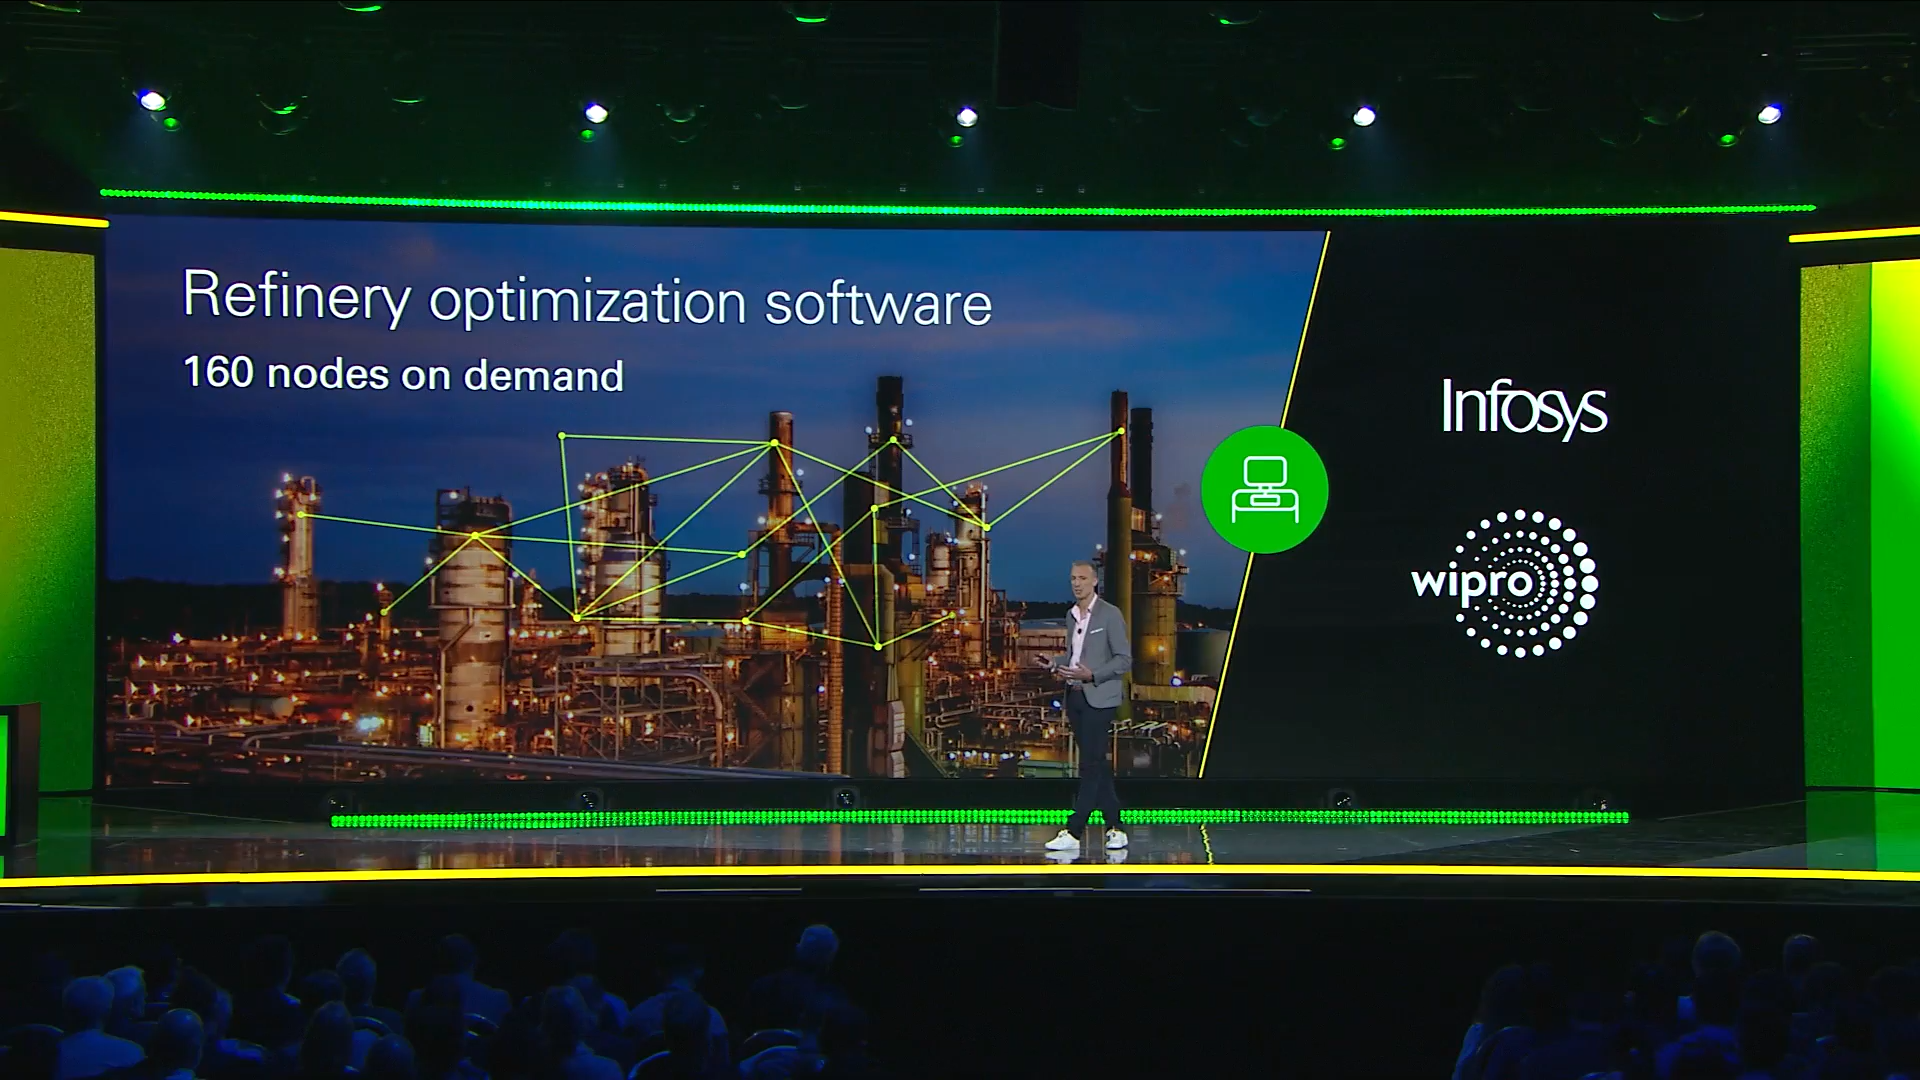 Refinery optimization software
160 nodes on demand
Infosys
wipro